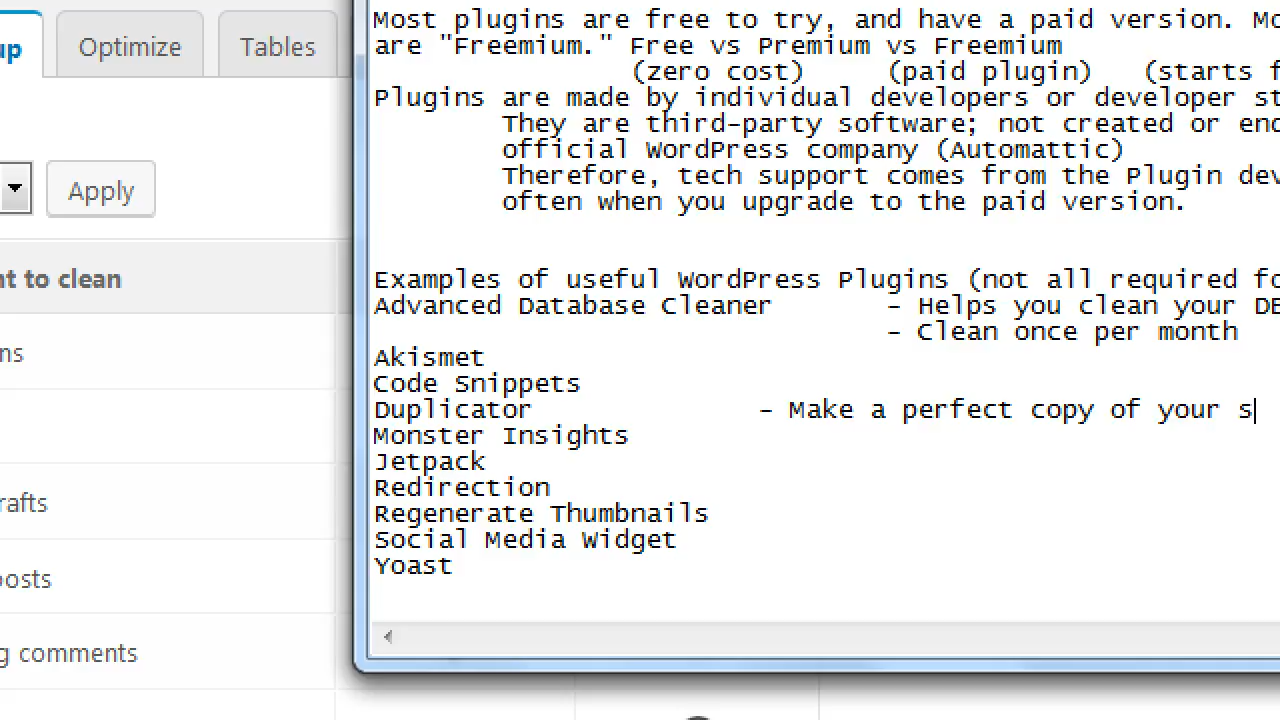 up Optimize Tables
Apply
nt to clean
ns
rafts
posts
g comments
Most plugins are free to try, and have a paid version. Mo
are "Freemium." Free vs Premium vs Freemium
(zero cost) (paid plugin) (starts f
Plugins are made by individual developers or developer st
They are third-party software; not created or end
official WordPress company (Automattic)
Therefore, tech support comes from the Plugin dev
often when you upgrade to the paid version.
Examples of useful WordPress Plugins (not all required fo
Advanced Database Cleaner - Helps you clean your DB
- Clean once per month
Akismet
Code Snippets
Duplicator - Make a perfect copy of your s
Monster Insights
Jetpack
Redirection
Regenerate Thumbnails
Social Media Widget
Yoast